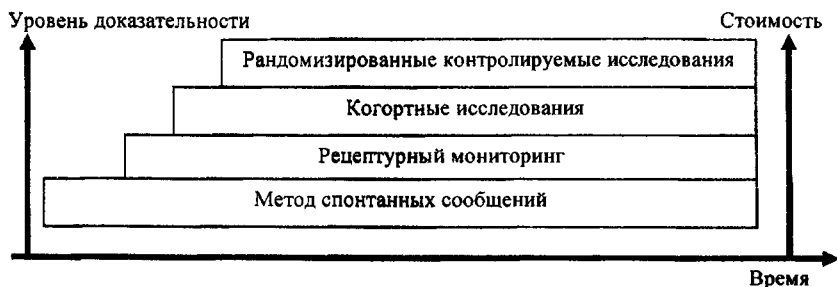 Уровень доказательности
Стоимость
Рандомизированные контролируемые исследования
Когортные исследования
Рецептурный мониторинг
Метод спонтанных сообщений
Время